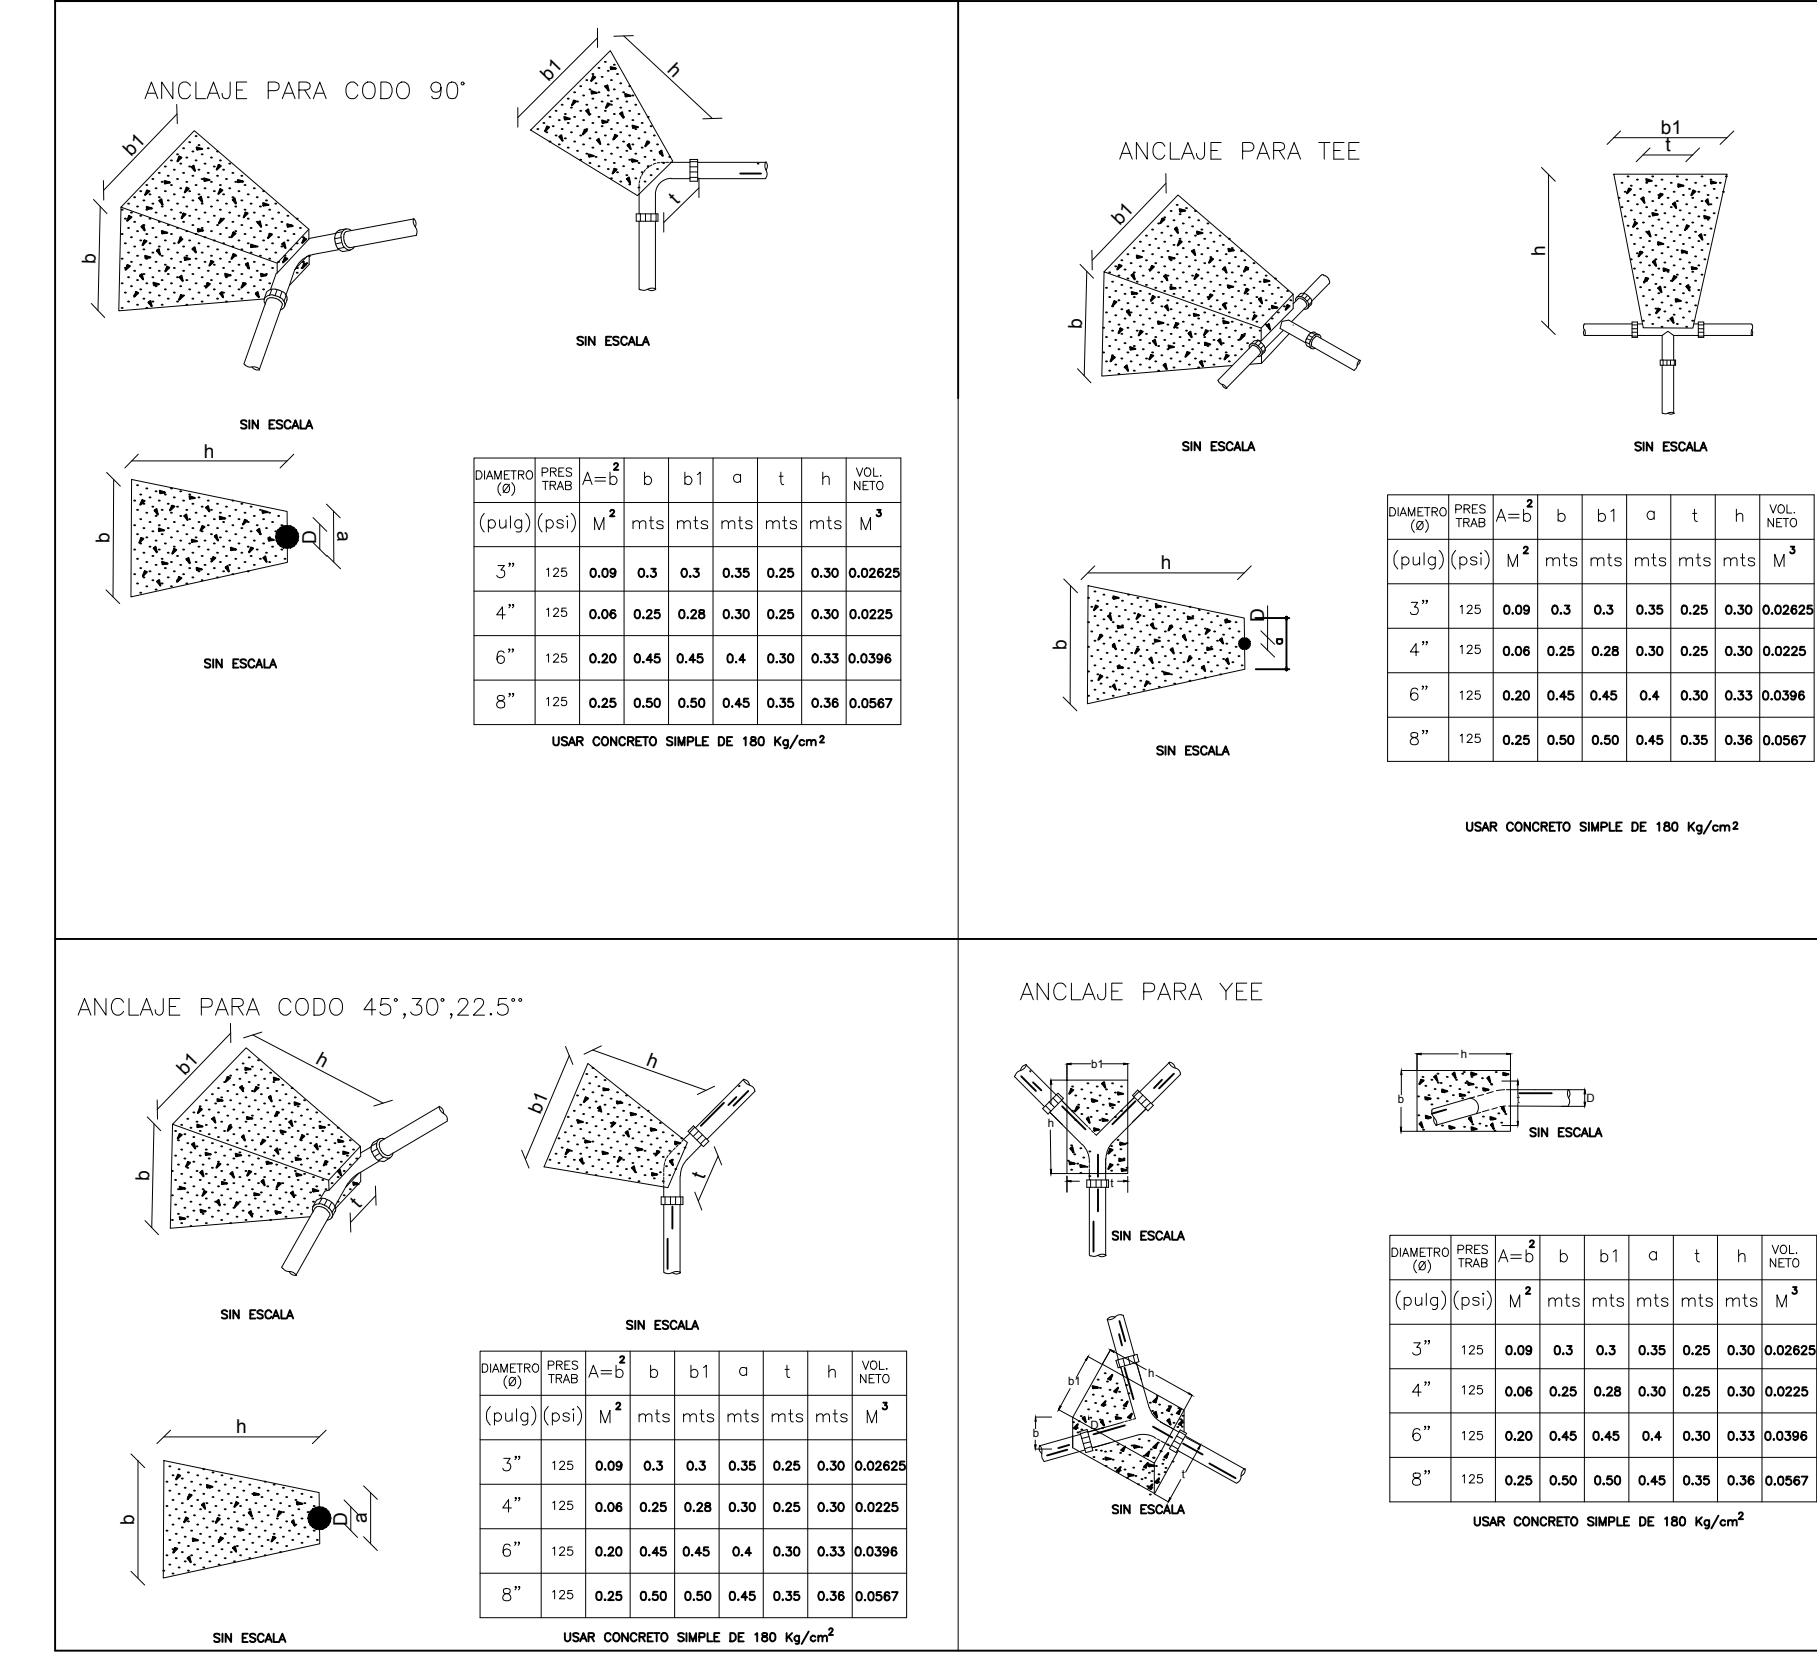 ANCLAJE PARA CODO 90°
b1
b
SIN ESCALA
b1
h
t
SIN ESCALA
h
b
D
a
SIN ESCALA
DIAMETRO (Ø) PRES TRAB A=b² b b1 a t h VOL. NETO
(pulg) (psi) M² mts mts mts mts mts M³
3" 125 0.09 0.3 0.3 0.35 0.25 0.30 0.02625
4" 125 0.06 0.25 0.28 0.30 0.25 0.30 0.0225
6" 125 0.20 0.45 0.45 0.4 0.30 0.33 0.0396
8" 125 0.25 0.50 0.50 0.45 0.35 0.36 0.0567
USAR CONCRETO SIMPLE DE 180 Kg/cm²
ANCLAJE PARA TEE
b1
b
SIN ESCALA
b1
t
h
SIN ESCALA
h
b
D
a
SIN ESCALA
DIAMETRO (Ø) PRES TRAB A=b² b b1 a t h VOL. NETO
(pulg) (psi) M² mts mts mts mts mts M³
3" 125 0.09 0.3 0.3 0.35 0.25 0.30 0.02625
4" 125 0.06 0.25 0.28 0.30 0.25 0.30 0.0225
6" 125 0.20 0.45 0.45 0.4 0.30 0.33 0.0396
8" 125 0.25 0.50 0.50 0.45 0.35 0.36 0.0567
USAR CONCRETO SIMPLE DE 180 Kg/cm²
ANCLAJE PARA CODO 45°,30°,22.5°°
b1
h
b
t
SIN ESCALA
h
b1
t
SIN ESCALA
h
b
D
a
SIN ESCALA
DIAMETRO (Ø) PRES TRAB A=b² b b1 a t h VOL. NETO
(pulg) (psi) M² mts mts mts mts mts M³
3" 125 0.09 0.3 0.3 0.35 0.25 0.30 0.02625
4" 125 0.06 0.25 0.28 0.30 0.25 0.30 0.0225
6" 125 0.20 0.45 0.45 0.4 0.30 0.33 0.0396
8" 125 0.25 0.50 0.50 0.45 0.35 0.36 0.0567
USAR CONCRETO SIMPLE DE 180 Kg/cm²
ANCLAJE PARA YEE
b1
h
t
SIN ESCALA
h
b
D
SIN ESCALA
b1
h
D
b
t
SIN ESCALA
DIAMETRO (Ø) PRES TRAB A=b² b b1 a t h VOL. NETO
(pulg) (psi) M² mts mts mts mts mts M³
3" 125 0.09 0.3 0.3 0.35 0.25 0.30 0.02625
4" 125 0.06 0.25 0.28 0.30 0.25 0.30 0.0225
6" 125 0.20 0.45 0.45 0.4 0.30 0.33 0.0396
8" 125 0.25 0.50 0.50 0.45 0.35 0.36 0.0567
USAR CONCRETO SIMPLE DE 180 Kg/cm²